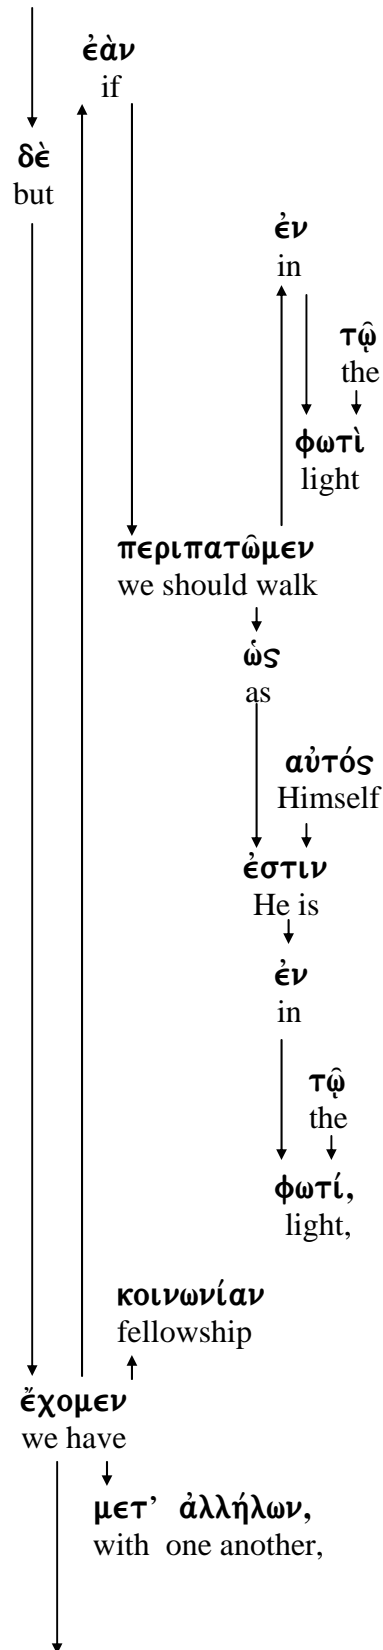 ἐὰν
if
δὲ
but
ἐν
in
τῷ
the
φωτὶ
light
περιπατῶμεν
we should walk
ὡς
as
αὐτός
Himself
ἐστιν
He is
ἐν
in
τῷ
the
φωτί,
light,
κοινωνίαν
fellowship
ἔχομεν
we have
μετ’ ἀλλήλων,
with one another,